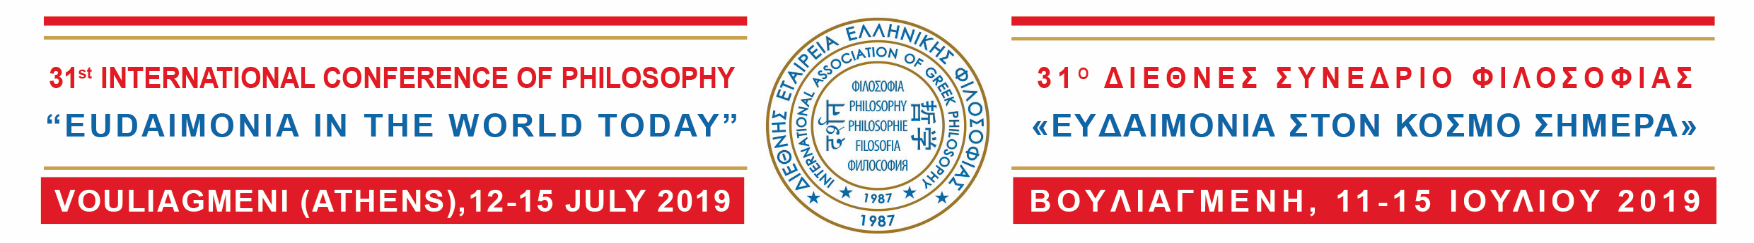 31st INTERNATIONAL CONFERENCE OF PHILOSOPHY
“EUDAIMONIA IN THE WORLD TODAY”
VOULIAGMENI (ATHENS),12-15 JULY 2019
ΔΙΕΘΝΗΣ ΕΤΑΙΡΕΙΑ ΕΛΛΗΝΙΚΗΣ ΦΙΛΟΣΟΦΙΑΣ
INTERNATIONAL ASSOCIATION OF GREEK PHILOSOPHY
ΦΙΛΟΣΟΦΙΑ
PHILOSOPHY
PHILOSOPHIE
FILOSOFIA
ФИЛОСОФИЯ
दर्शन
哲学
1987
1987
31Ο ΔΙΕΘΝΕΣ ΣΥΝΕΔΡΙΟ ΦΙΛΟΣΟΦΙΑΣ
«ΕΥΔΑΙΜΟΝΙΑ ΣΤΟΝ ΚΟΣΜΟ ΣΗΜΕΡΑ»
ΒΟΥΛΙΑΓΜΕΝΗ, 11-15 ΙΟΥΛΙΟΥ 2019